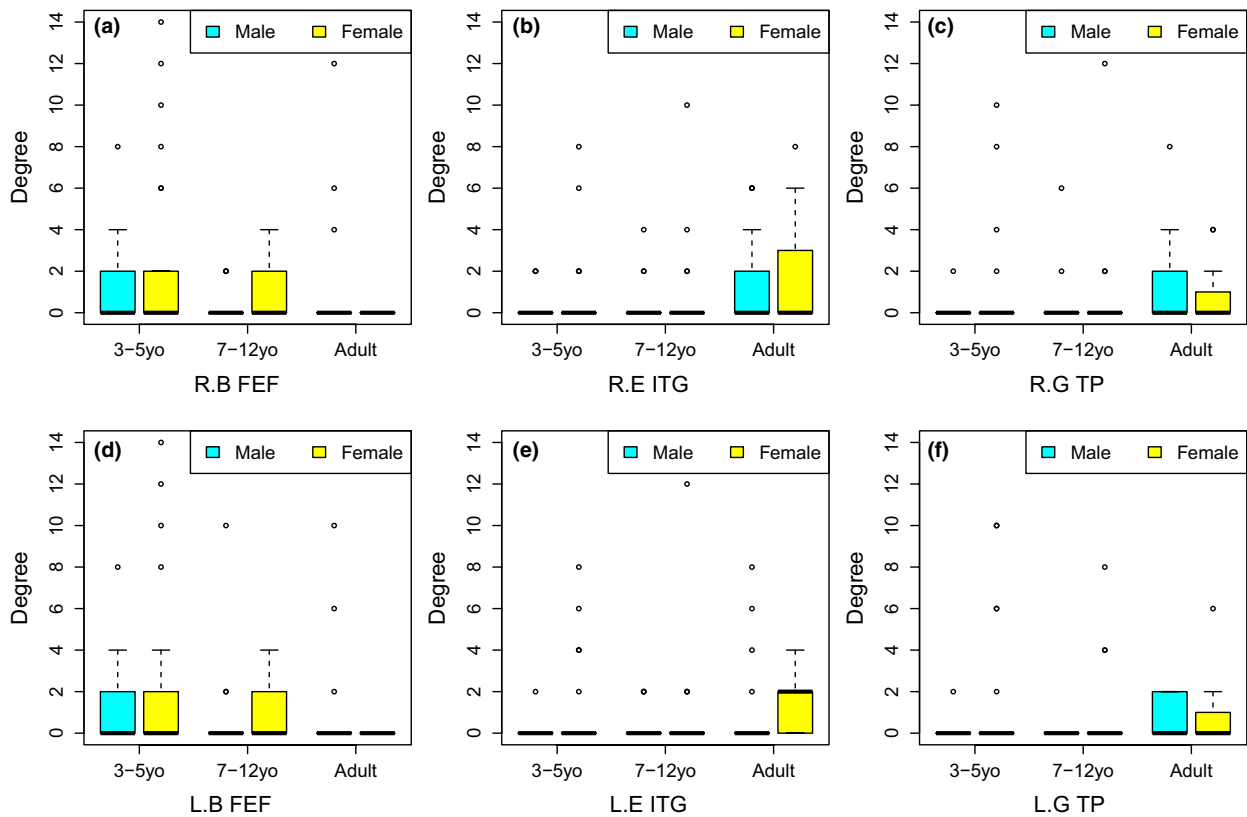 (a) Male Female
Degree
0 2 4 6 8 10 12 14
3−5yo 7−12yo Adult
R.B FEF
(b) Male Female
Degree
0 2 4 6 8 10 12 14
3−5yo 7−12yo Adult
R.E ITG
(c) Male Female
Degree
0 2 4 6 8 10 12 14
3−5yo 7−12yo Adult
R.G TP
(d) Male Female
Degree
0 2 4 6 8 10 12 14
3−5yo 7−12yo Adult
L.B FEF
(e) Male Female
Degree
0 2 4 6 8 10 12 14
3−5yo 7−12yo Adult
L.E ITG
(f) Male Female
Degree
0 2 4 6 8 10 12 14
3−5yo 7−12yo Adult
L.G TP